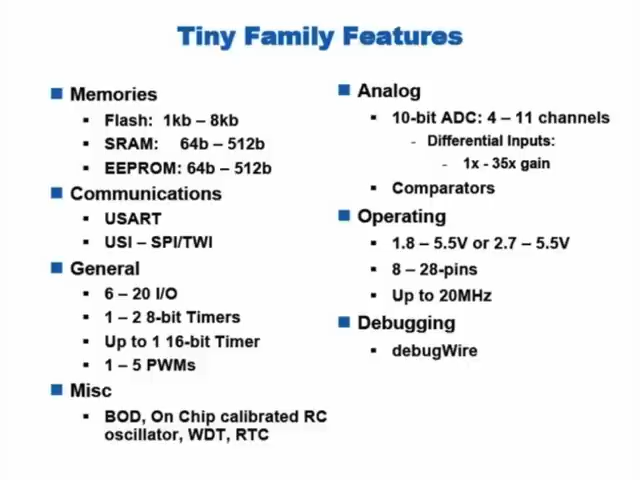 Tiny Family Features
Memories
Flash: 1kb – 8kb
SRAM: 64b – 512b
EEPROM: 64b – 512b
Communications
USART
USI – SPI/TWI
General
6 – 20 I/O
1 – 2 8-bit Timers
Up to 1 16-bit Timer
1 – 5 PWMs
Misc
BOD, On Chip calibrated RC
oscillator, WDT, RTC
Analog
10-bit ADC: 4 – 11 channels
- Differential Inputs:
- 1x - 35x gain
Comparators
Operating
1.8 – 5.5V or 2.7 – 5.5V
8 – 28-pins
Up to 20MHz
Debugging
debugWire